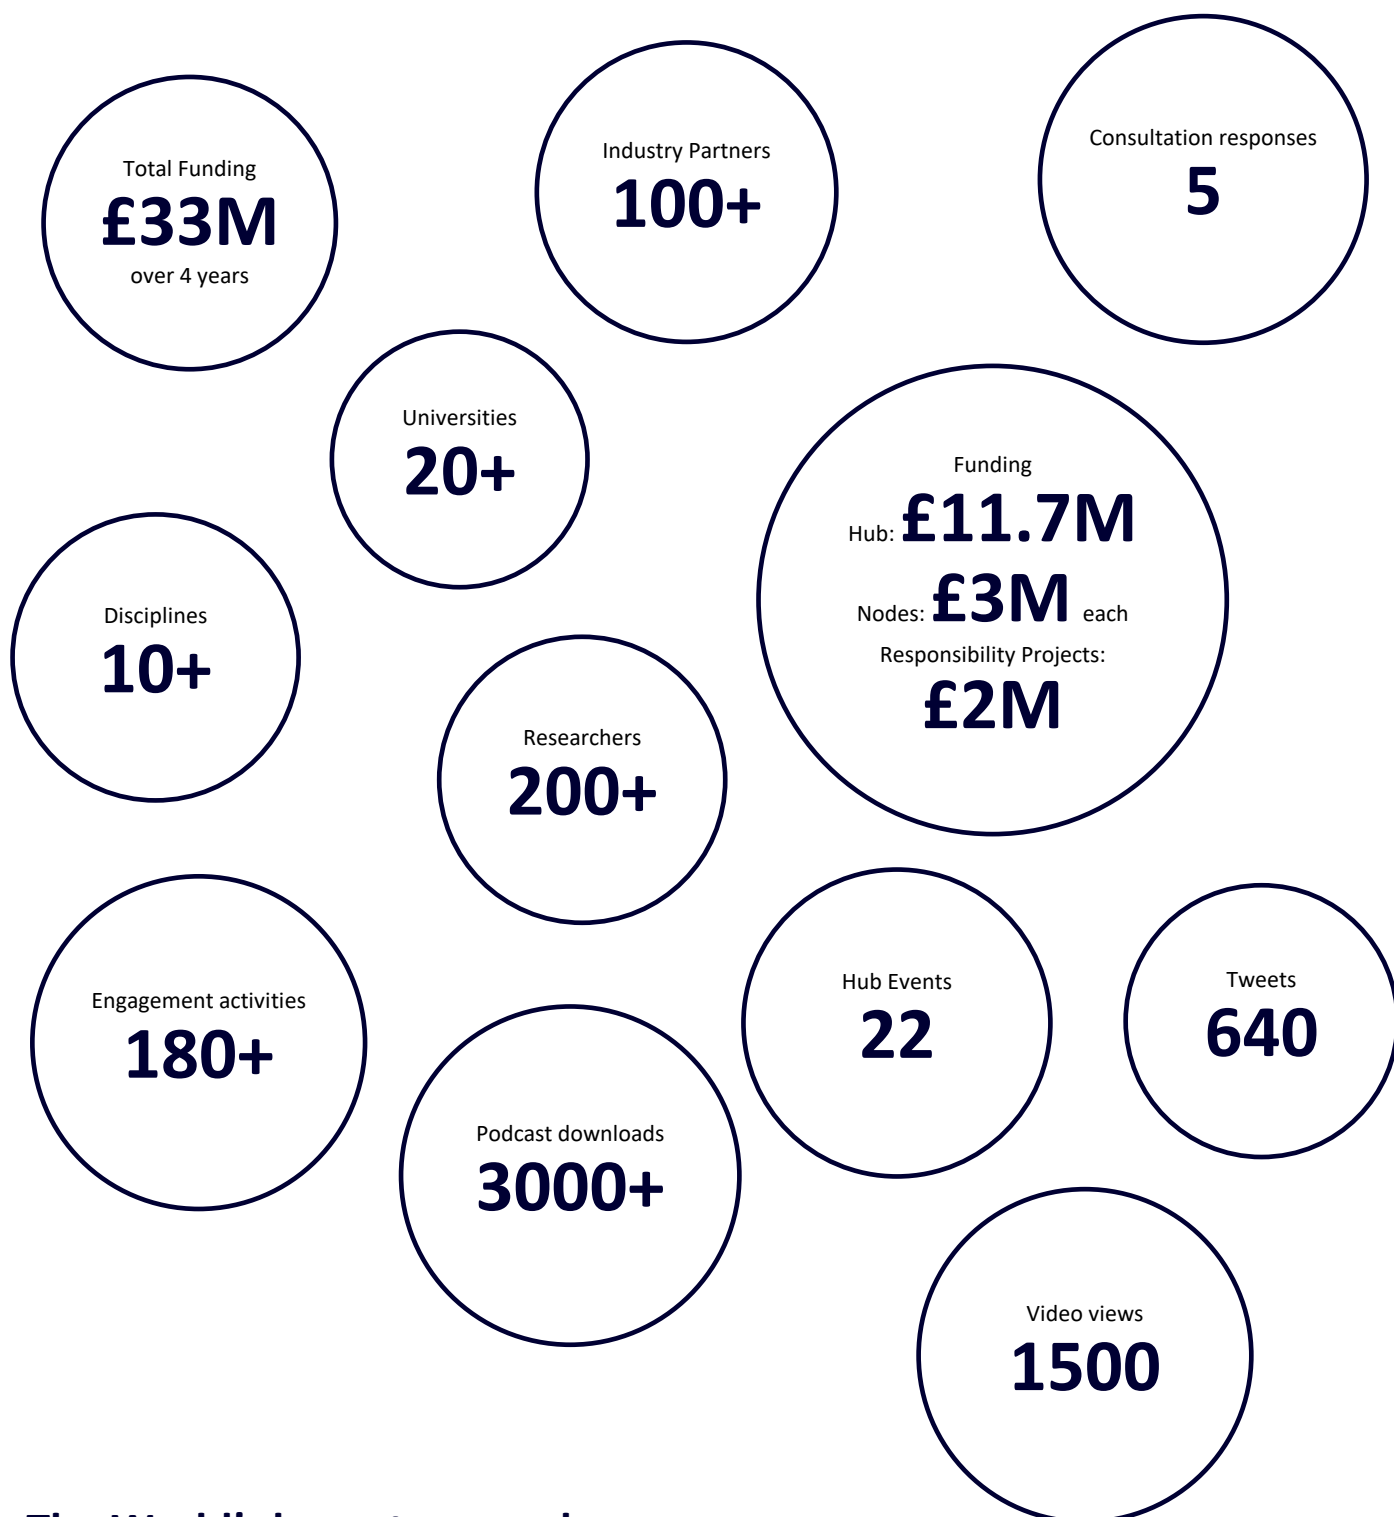 Total Funding
£33M
over 4 years
Industry Partners
100+
Consultation responses
5
Universities
20+
Funding
Hub: £11.7M
Nodes: £3M each
Responsibility Projects:
£2M
Disciplines
10+
Researchers
200+
Engagement activities
180+
Hub Events
22
Tweets
640
Podcast downloads
3000+
Video views
1500